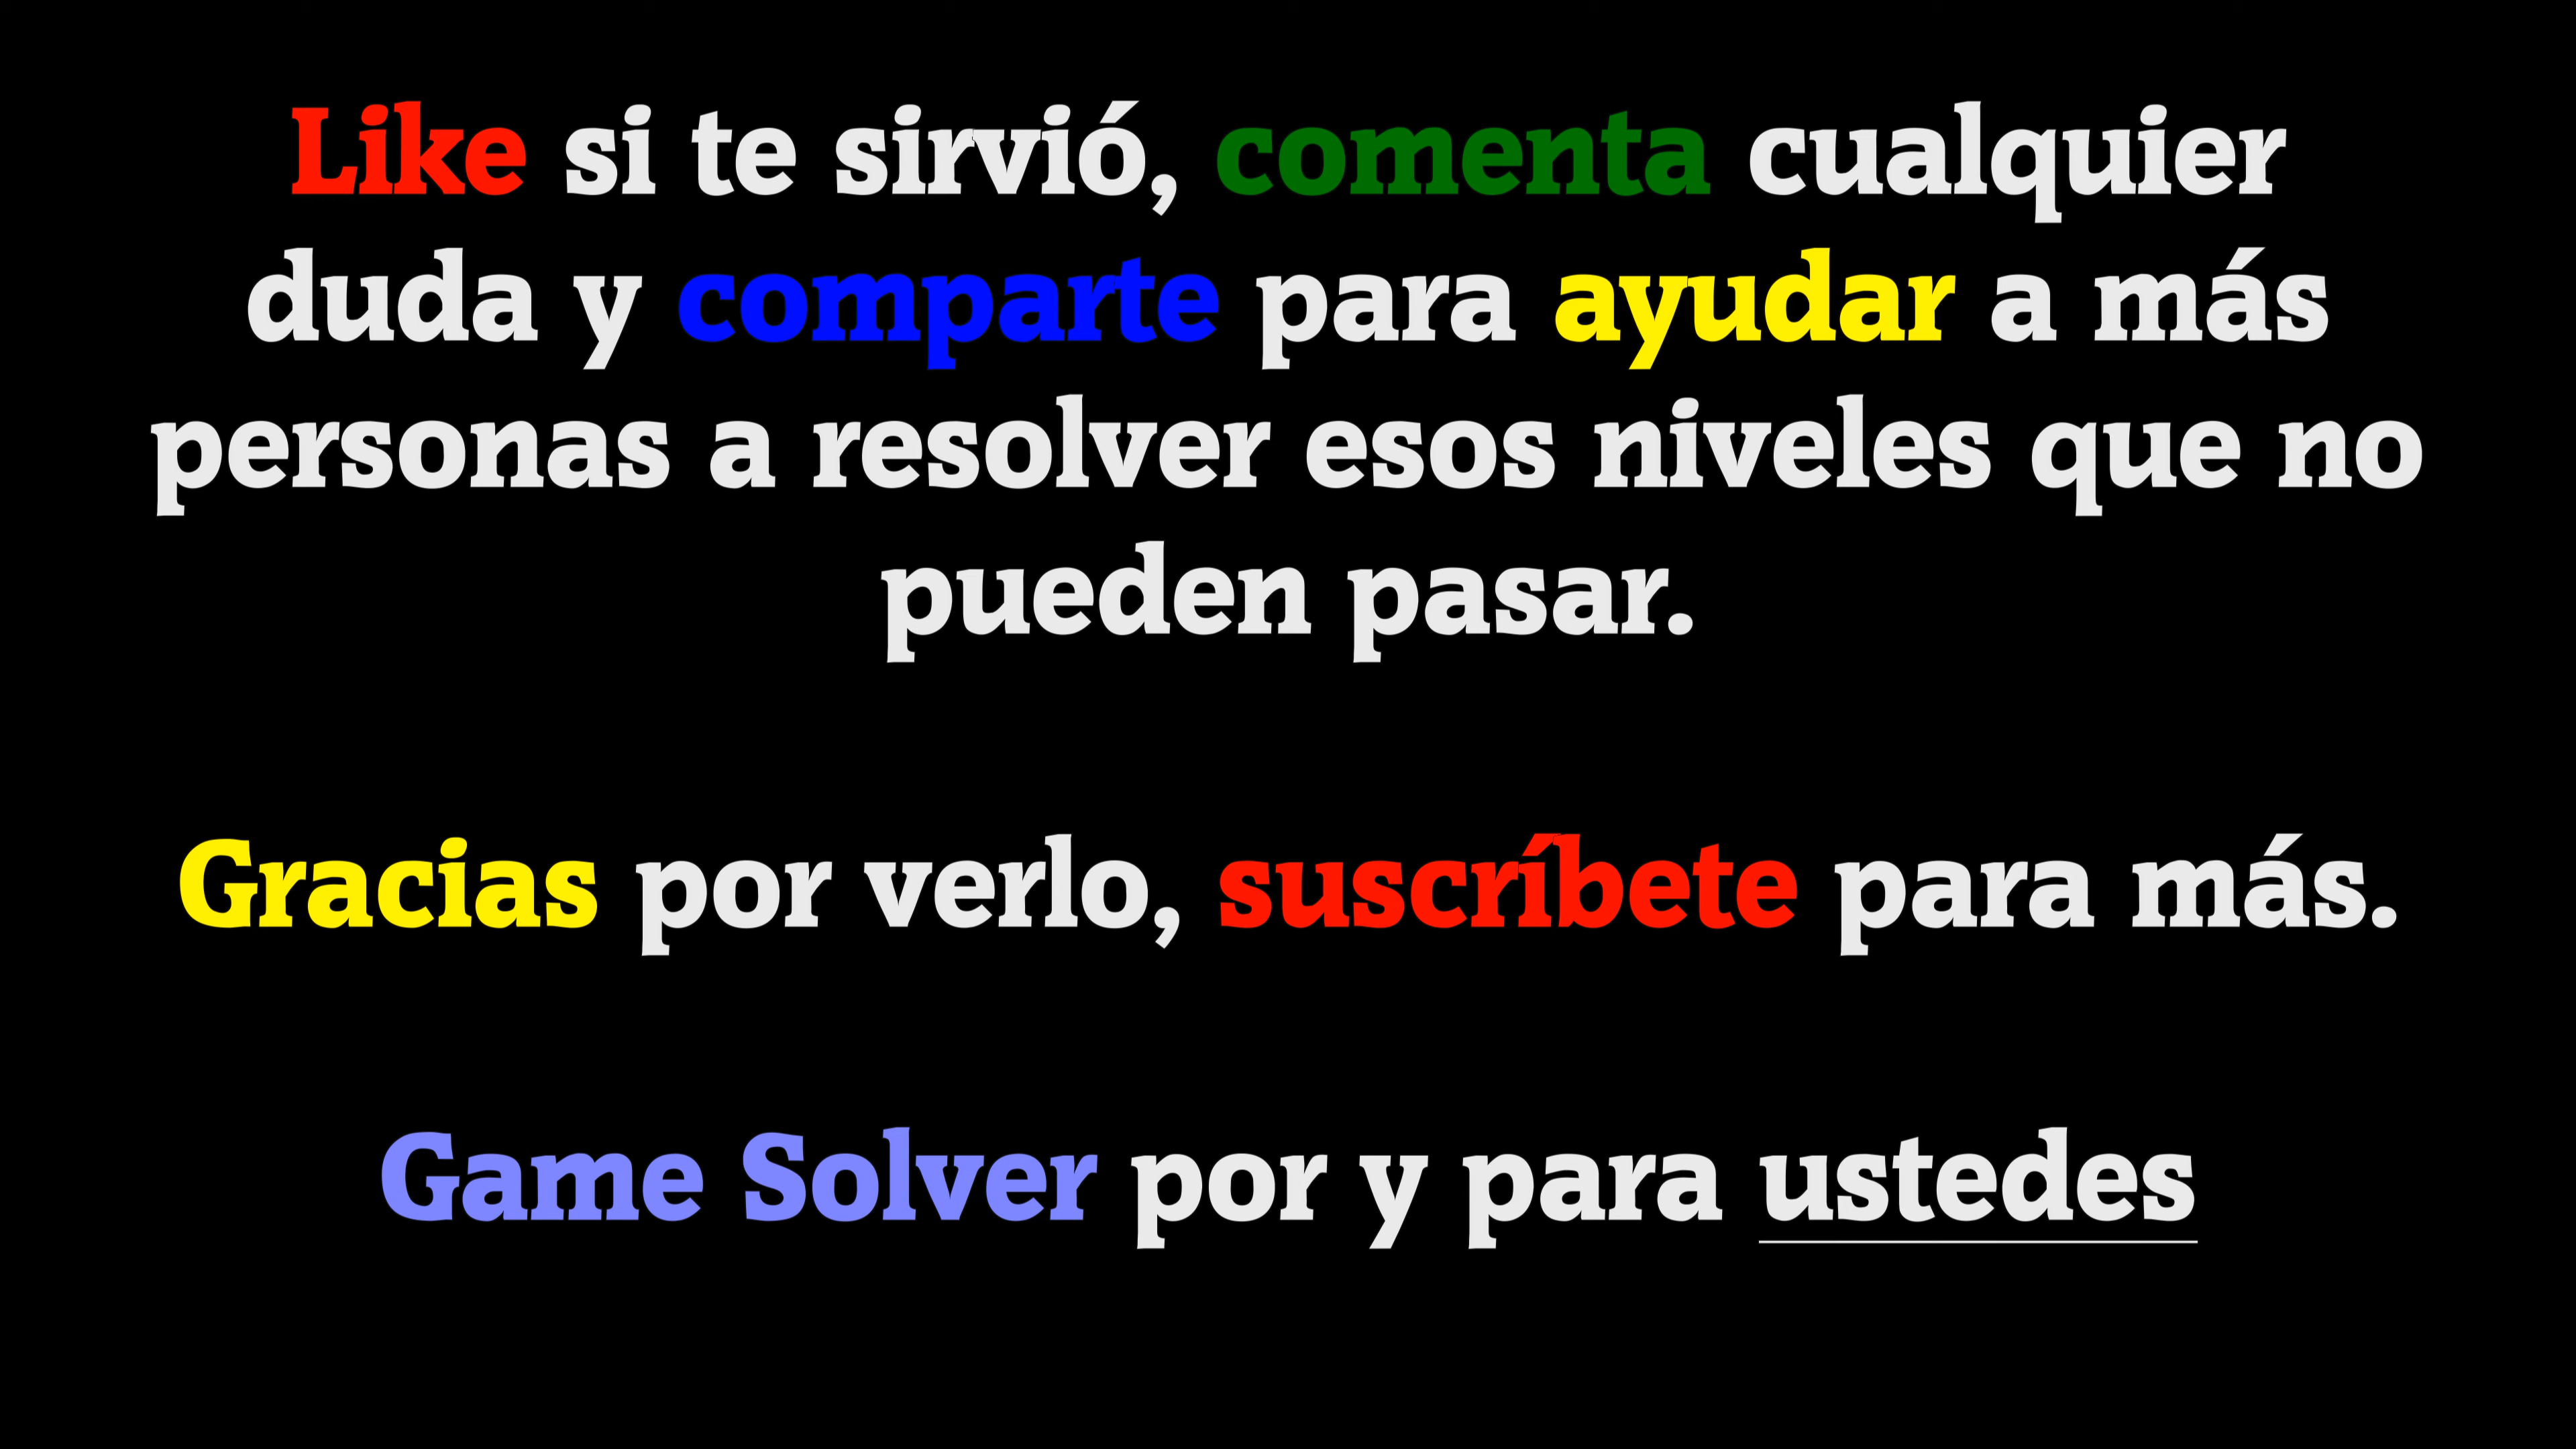 Like si te sirvió, comenta cualquier
duda y comparte para ayudar a más
personas a resolver esos niveles que no
pueden pasar.
Gracias por verlo, suscríbete para más.
Game Solver por y para ustedes